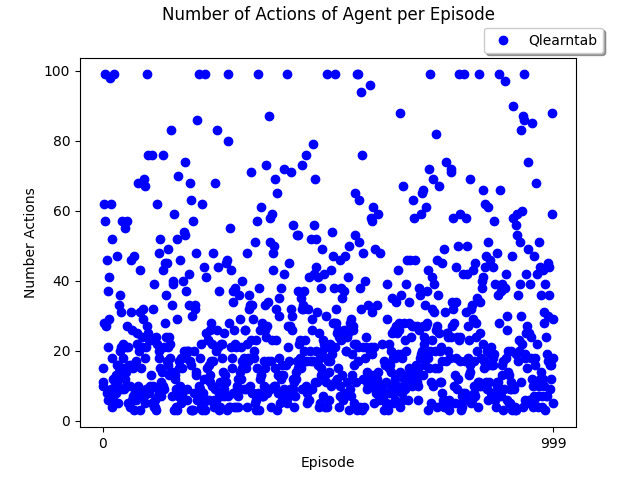 Number of Actions of Agent per Episode
Qlearntab
100
80
60
40
20
0
Number Actions
0 999
Episode